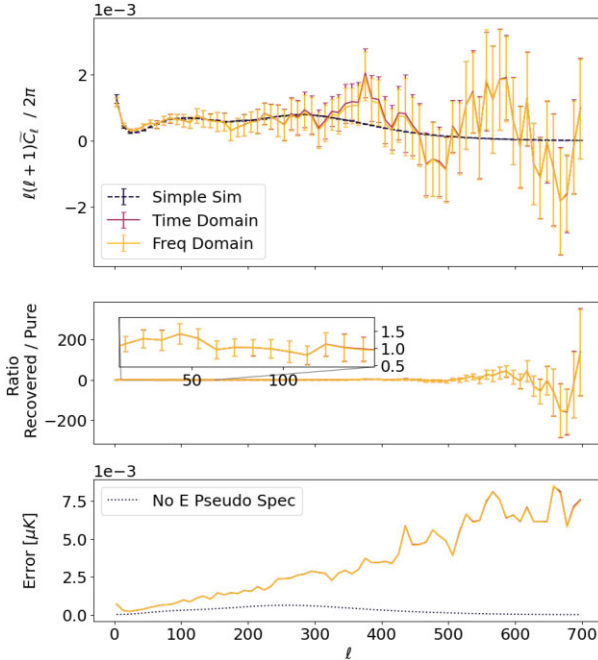 1e−3
ℓ(ℓ+1)C̃ℓ / 2π
2
0
−2
Simple Sim
Time Domain
Freq Domain
Ratio
Recovered / Pure
200
0
−200
1.5
1.0
0.5
50
100
1e−3
Error [μK]
7.5
5.0
2.5
0.0
No E Pseudo Spec
0
100
200
300
400
500
600
700
ℓ